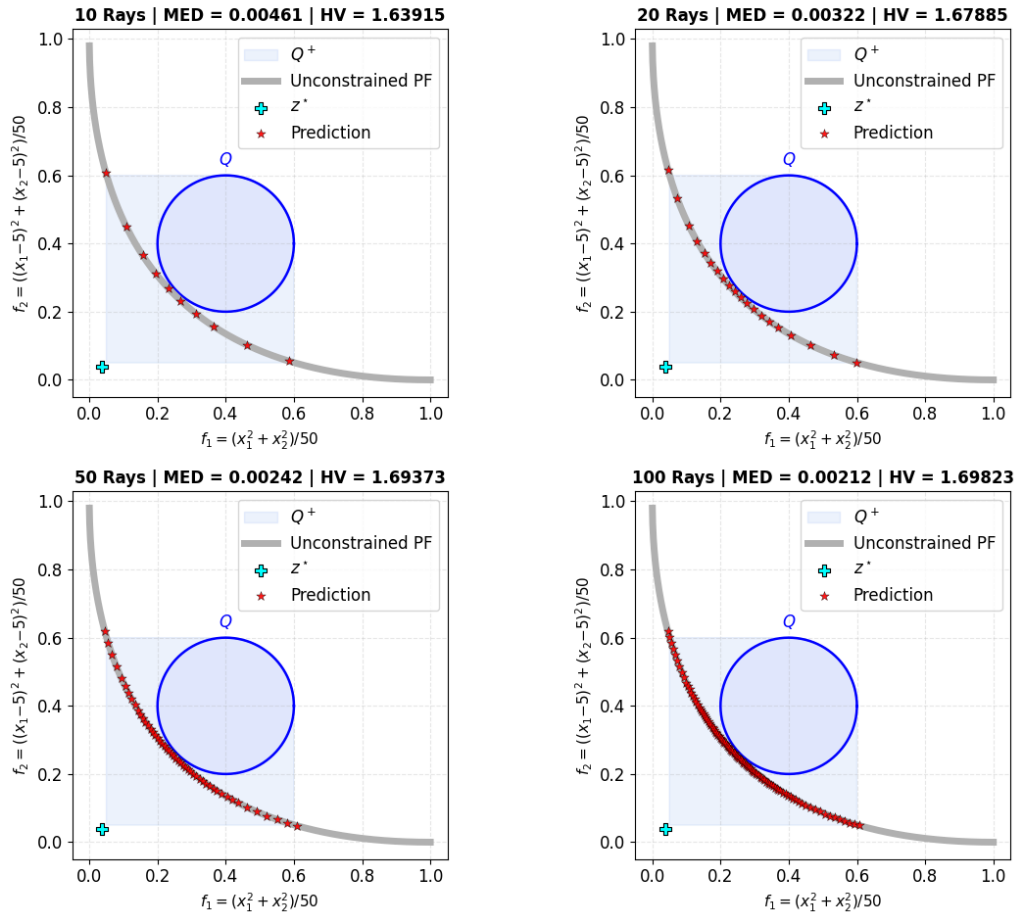 10 Rays | MED = 0.00461 | HV = 1.63915
Q⁺
Unconstrained PF
z*
Prediction
Q
1.0
0.8
0.6
0.4
0.2
0.0
f₂ = ((x₁−5)² + (x₂−5)²)/50
0.0 0.2 0.4 0.6 0.8 1.0
f₁ = (x₁² + x₂²)/50
20 Rays | MED = 0.00322 | HV = 1.67885
Q⁺
Unconstrained PF
z*
Prediction
Q
1.0
0.8
0.6
0.4
0.2
0.0
f₂ = ((x₁−5)² + (x₂−5)²)/50
0.0 0.2 0.4 0.6 0.8 1.0
f₁ = (x₁² + x₂²)/50
50 Rays | MED = 0.00242 | HV = 1.69373
Q⁺
Unconstrained PF
z*
Prediction
Q
1.0
0.8
0.6
0.4
0.2
0.0
f₂ = ((x₁−5)² + (x₂−5)²)/50
0.0 0.2 0.4 0.6 0.8 1.0
f₁ = (x₁² + x₂²)/50
100 Rays | MED = 0.00212 | HV = 1.69823
Q⁺
Unconstrained PF
z*
Prediction
Q
1.0
0.8
0.6
0.4
0.2
0.0
f₂ = ((x₁−5)² + (x₂−5)²)/50
0.0 0.2 0.4 0.6 0.8 1.0
f₁ = (x₁² + x₂²)/50